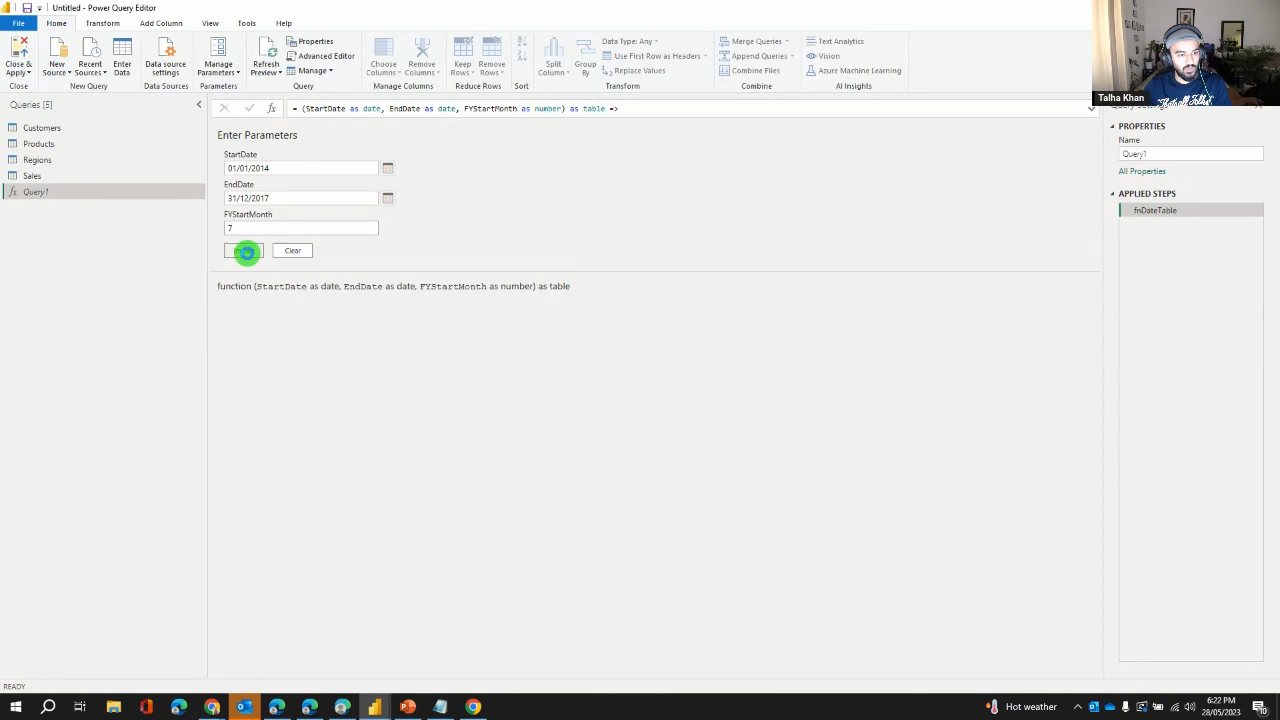 Untitled - Power Query Editor
File Home Transform Add Column View Tools Help
Close & Apply
New Source
Recent Sources
Enter Data
Data source settings
Manage Parameters
Refresh Preview
Properties
Advanced Editor
Manage
Choose Columns
Remove Columns
Keep Rows
Remove Rows
Split Column
Group By
Data Type: Any
Use First Row as Headers
Replace Values
Merge Queries
Append Queries
Combine Files
Text Analytics
Vision
Azure Machine Learning
Close
New Query
Data Sources
Parameters
Query
Manage Columns
Reduce Rows
Sort
Transform
Combine
AI Insights
Talha Khan
Queries [5]
Customers
Products
Regions
Sales
Query1
= (StartDate as date, EndDate as date, FYStartMonth as number) as table =>
Enter Parameters
StartDate
01/01/2014
EndDate
31/12/2017
FYStartMonth
7
Clear
function (StartDate as date, EndDate as date, FYStartMonth as number) as table
PROPERTIES
Name
Query1
All Properties
APPLIED STEPS
fnDateTable
READY
Hot weather
6:22 PM
28/05/2023